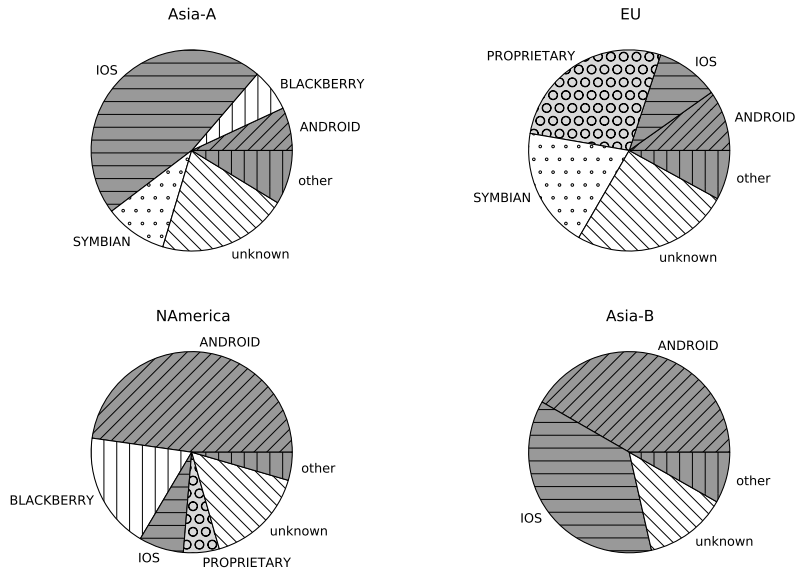 Asia-A
IOS
BLACKBERRY
ANDROID
other
unknown
SYMBIAN
EU
PROPRIETARY
IOS
ANDROID
other
unknown
SYMBIAN
NAmerica
ANDROID
other
unknown
PROPRIETARY
IOS
BLACKBERRY
Asia-B
ANDROID
other
unknown
IOS